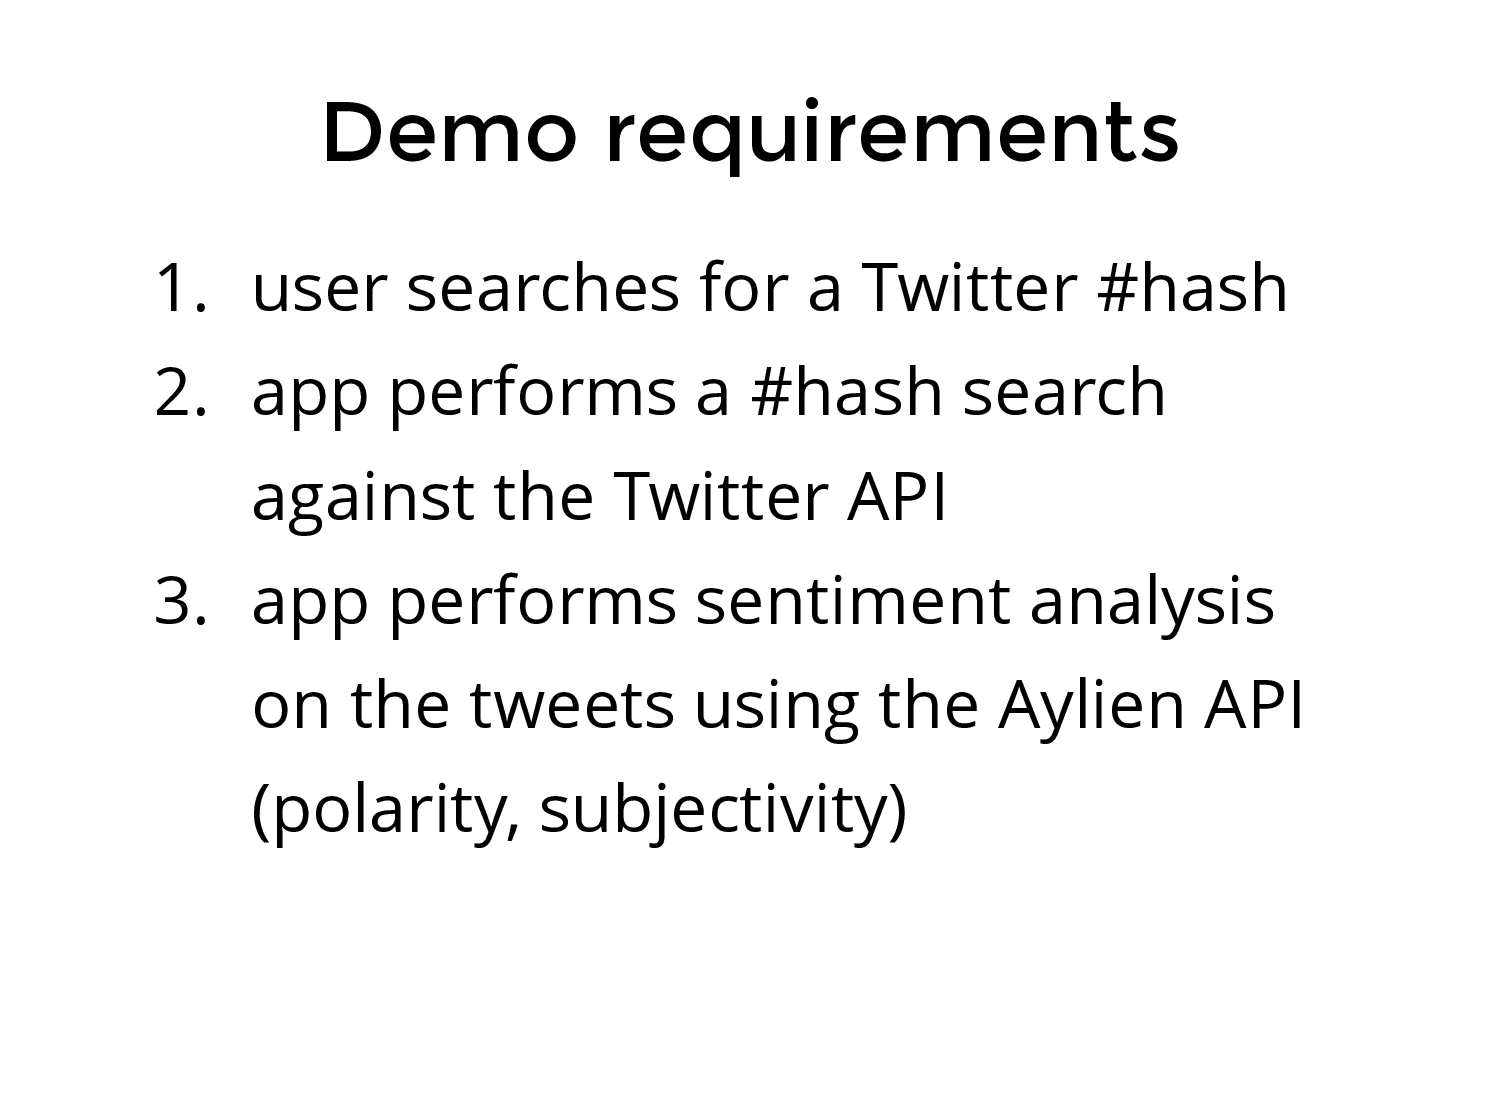 Demo requirements
1. user searches for a Twitter #hash
2. app performs a #hash search
against the Twitter API
3. app performs sentiment analysis
on the tweets using the Aylien API
(polarity, subjectivity)